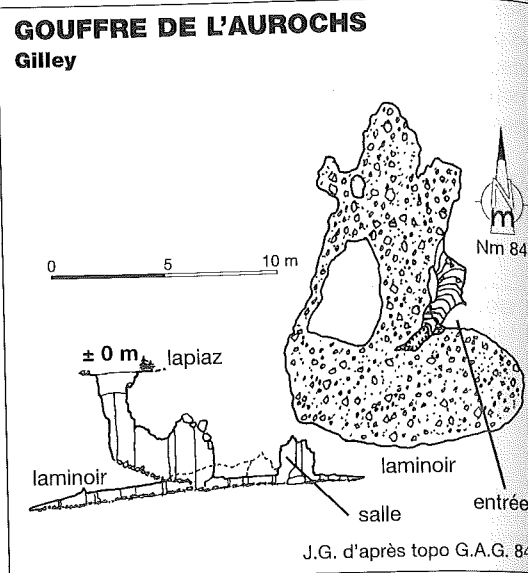 GOUFFRE DE L'AUROCHS
Gilley
m
Nm 84
0 5 10 m
± 0 m
lapiaz
laminoir
laminoir
salle
entrée
J.G. d'après topo G.A.G. 84